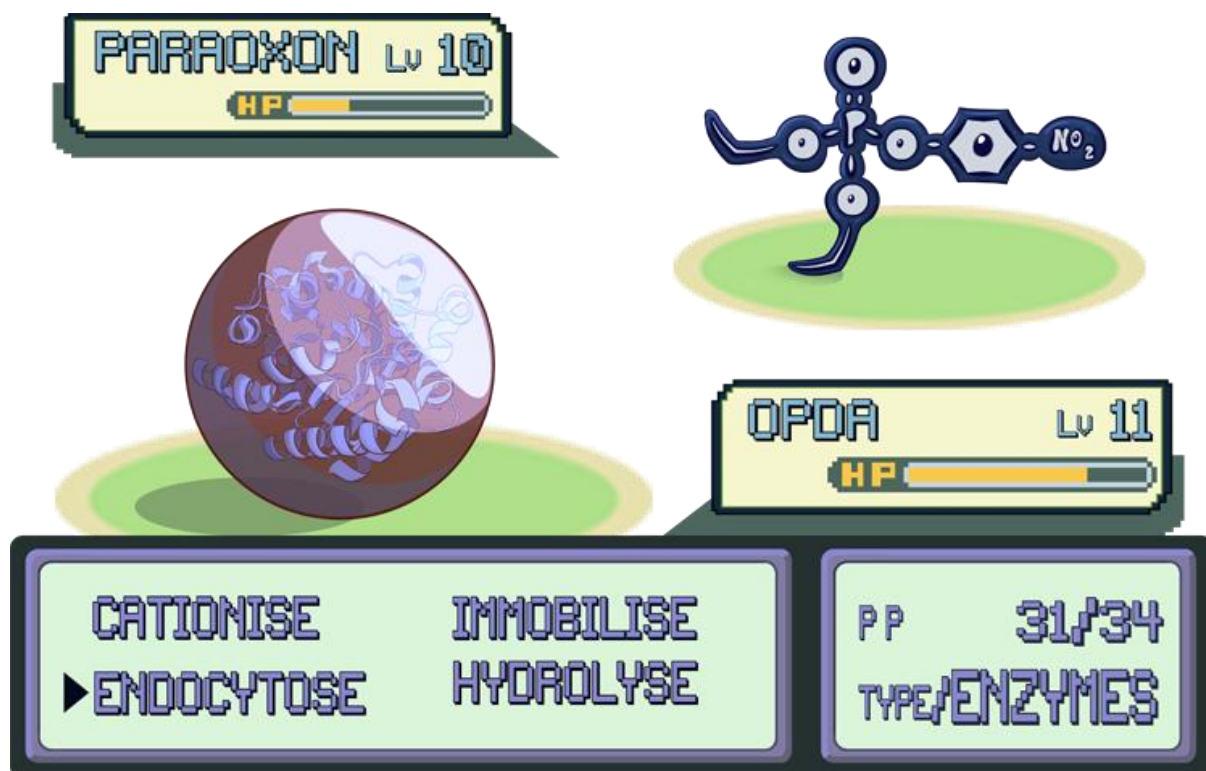 PARAOXON Lv 10
HP
O
O P O NO2
O
OPDA Lv 11
HP
CATIONISE IMMOBILISE
▶ENDOCYTOSE HYDROLYSE
PP 31/34
TYPE/ENZYMES